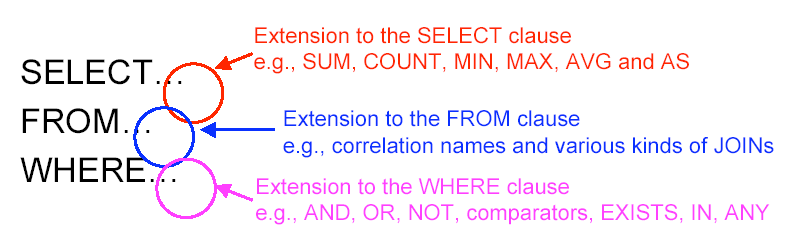 Extension to the SELECT clause
e.g., SUM, COUNT, MIN, MAX, AVG and AS
SELECT…
FROM…
Extension to the FROM clause
e.g., correlation names and various kinds of JOINs
WHERE…
Extension to the WHERE clause
e.g., AND, OR, NOT, comparators, EXISTS, IN, ANY